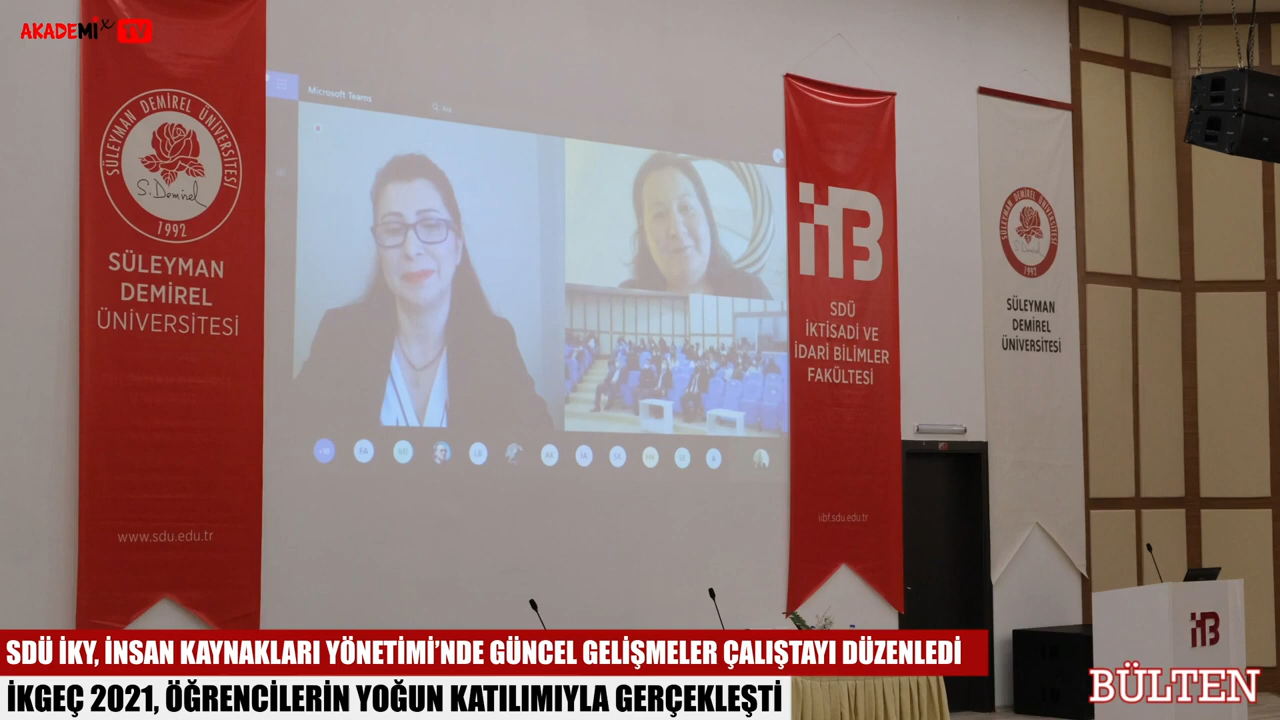 AKADEMİx TV
SÜLEYMAN DEMİREL ÜNİVERSİTESİ
S. Demirel
1992
SÜLEYMAN
DEMİREL
ÜNİVERSİTESİ
www.sdu.edu.tr
Microsoft Teams
Ara
FA
İİB
SDÜ
İKTİSADİ VE
İDARİ BİLİMLER
FAKÜLTESİ
iibf.sdu.edu.tr
SÜLEYMAN DEMİREL ÜNİVERSİTESİ
S. Demirel
1992
SÜLEYMAN
DEMİREL
ÜNİVERSİTESİ
İİB
SDÜ İKY, İNSAN KAYNAKLARI YÖNETİMİ’NDE GÜNCEL GELİŞMELER ÇALIŞTAYI DÜZENLEDİ
İKGEÇ 2021, ÖĞRENCİLERİN YOĞUN KATILIMIYLA GERÇEKLEŞTİ
BÜLTEN